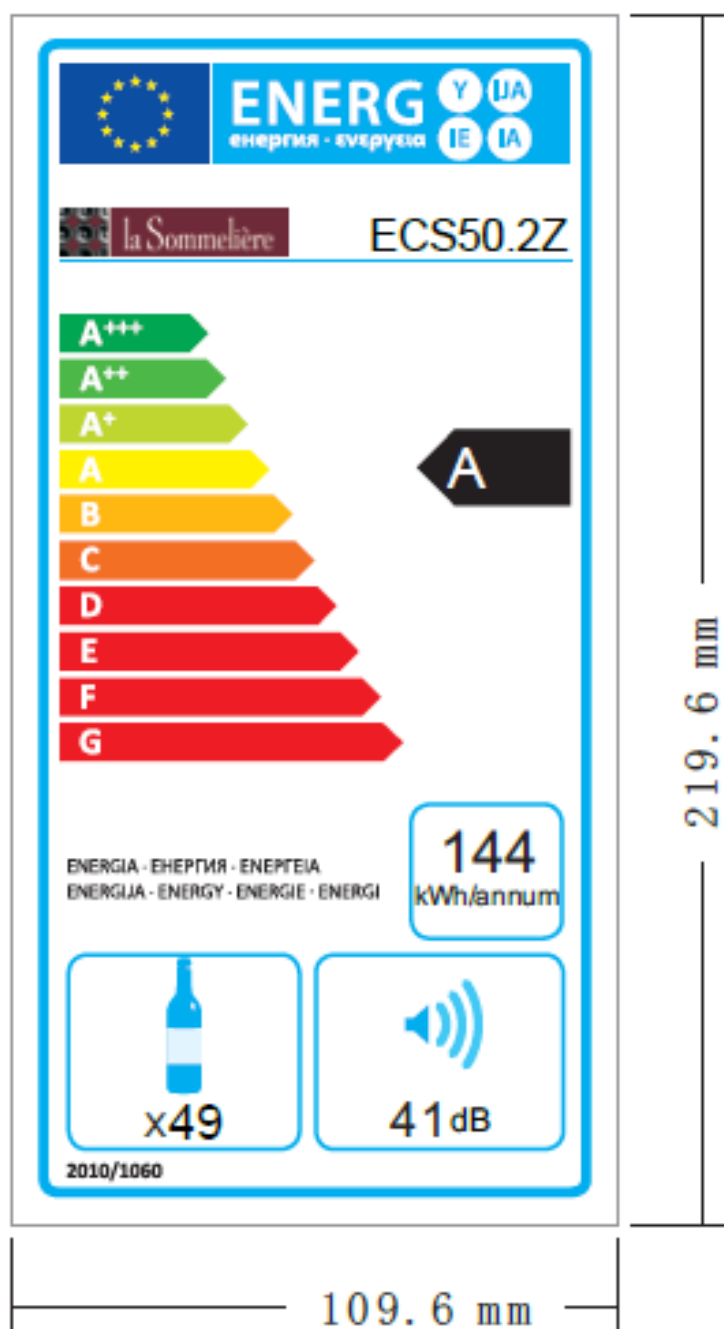 ENERG Y IJA
енергия · ενεργεια IE IA
la Sommelière ECS50.2Z
A+++
A++
A+
A A
B
C
D
E
F
G
144
kWh/annum
ENERGIA · ЕНЕРГИЯ · ΕΝΕΡΓΕΙΑ
ENERGIJA · ENERGY · ENERGIE · ENERGI
x49
41dB
2010/1060
219.6 mm
109.6 mm